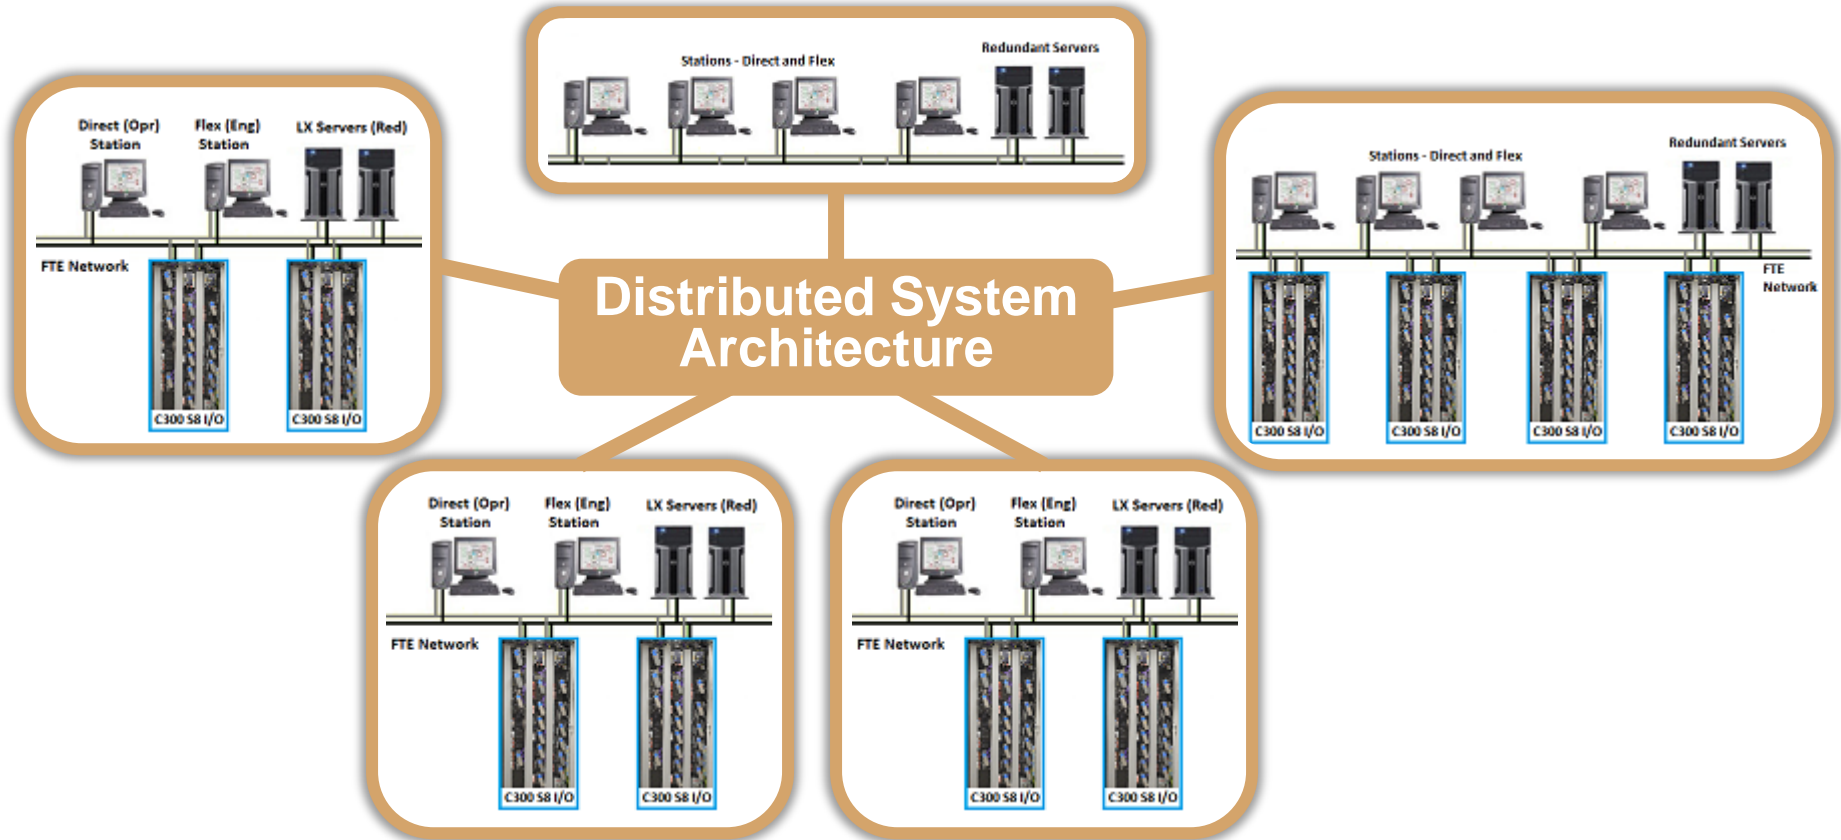 Redundant Servers
Stations - Direct and Flex
Direct (Opr)
Station
Flex (Eng)
Station
LX Servers (Red)
FTE Network
C300 S8 I/O
C300 S8 I/O
Distributed System
Architecture
Redundant Servers
Stations - Direct and Flex
FTE
Network
C300 S8 I/O
C300 S8 I/O
C300 S8 I/O
C300 S8 I/O
Direct (Opr)
Station
Flex (Eng)
Station
LX Servers (Red)
FTE Network
C300 S8 I/O
C300 S8 I/O
Direct (Opr)
Station
Flex (Eng)
Station
LX Servers (Red)
FTE Network
C300 S8 I/O
C300 S8 I/O